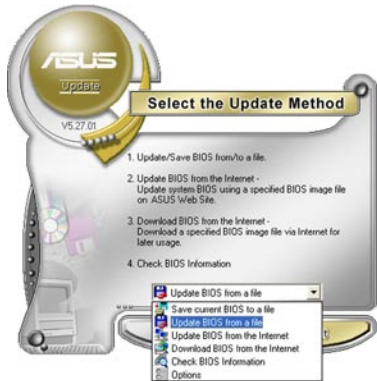 ASUS
Update
V5.27.01
Select the Update Method
1. Update/Save BIOS from/to a file.
2. Update BIOS from the Internet -
Update system BIOS using a specified BIOS image file
on ASUS Web Site.
3. Download BIOS from the Internet -
Download a specified BIOS image file via Internet for
later usage.
4. Check BIOS Information
Update BIOS from a file
Save current BIOS to a file
Update BIOS from a file
Update BIOS from the Internet
Download BIOS from the Internet
Check BIOS Information
Options